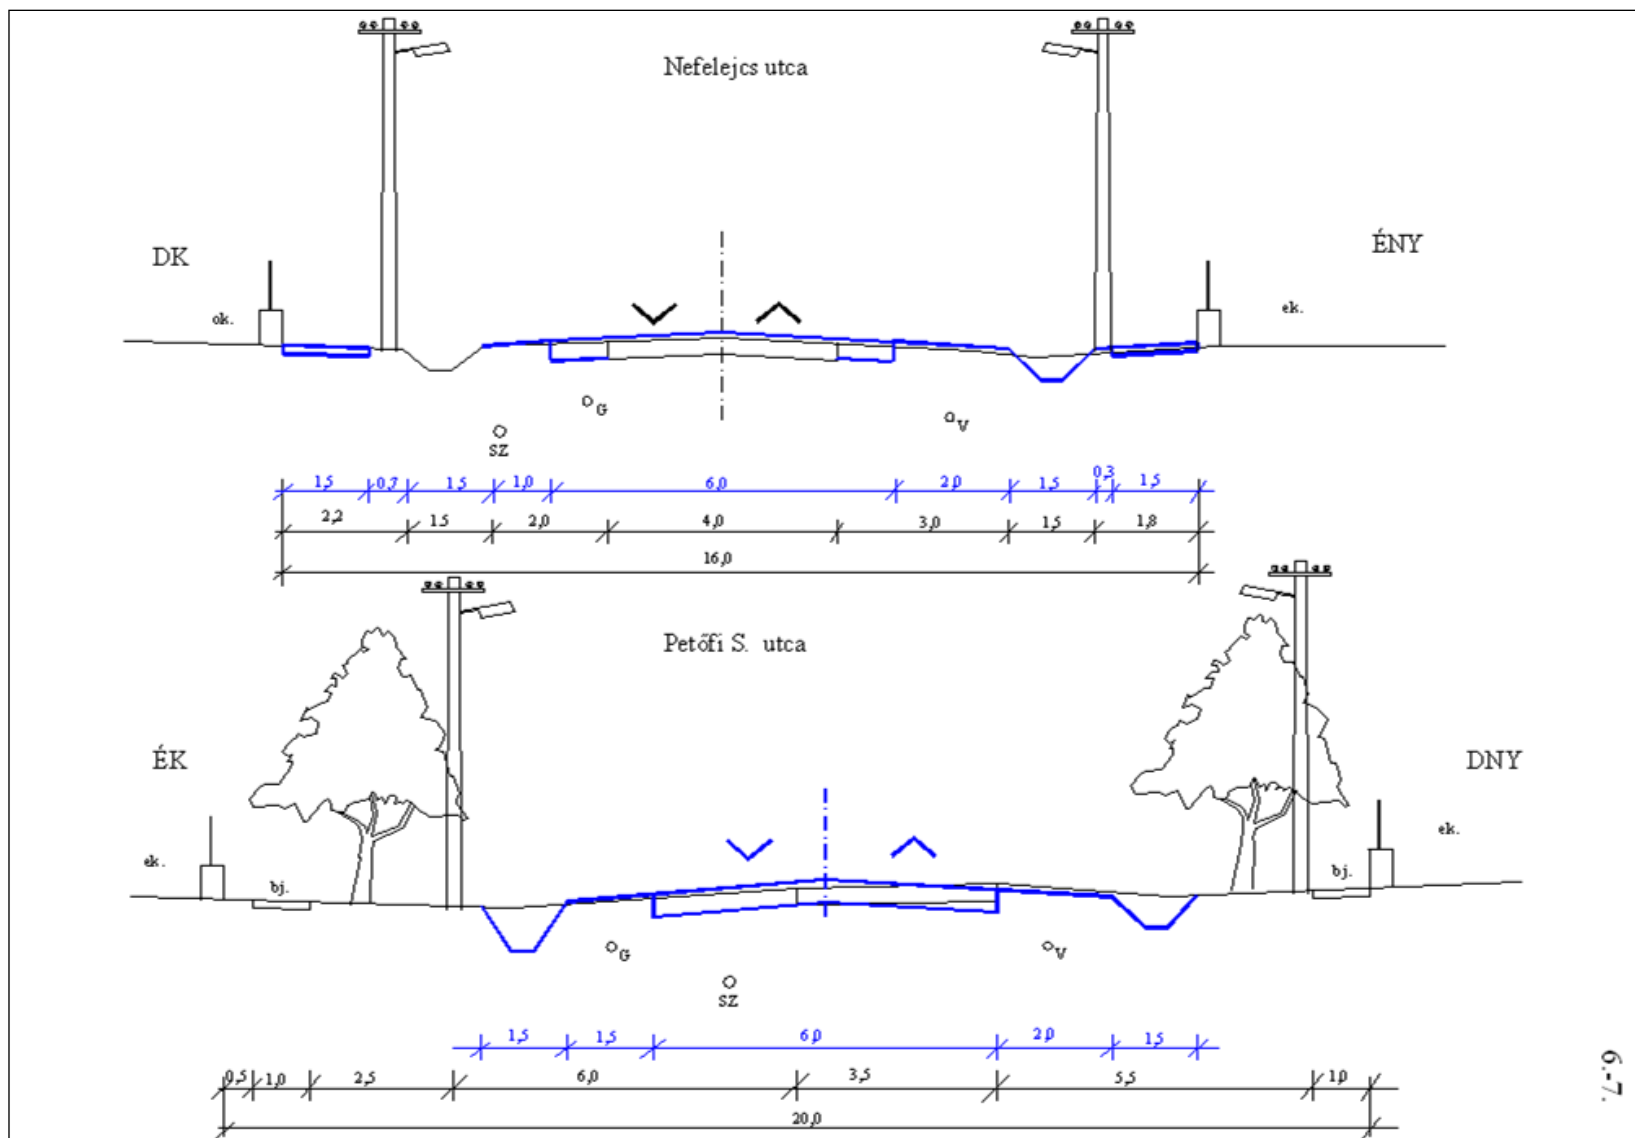 Nefelejcs utca
DK
ÉNY
ok.
ek.
G
V
SZ
1,5 0,7 1,5 1,0 6,0 2,0 1,5 0,3 1,5
2,2 1,5 2,0 4,0 3,0 1,5 1,8
16,0
Petőfi S. utca
ÉK
DNY
ek.
ek.
bj.
bj.
G
V
SZ
1,5 1,5 6,0 2,0 1,5
0,5 1,0 2,5 6,0 3,5 5,5 1,0
20,0
6.-7.